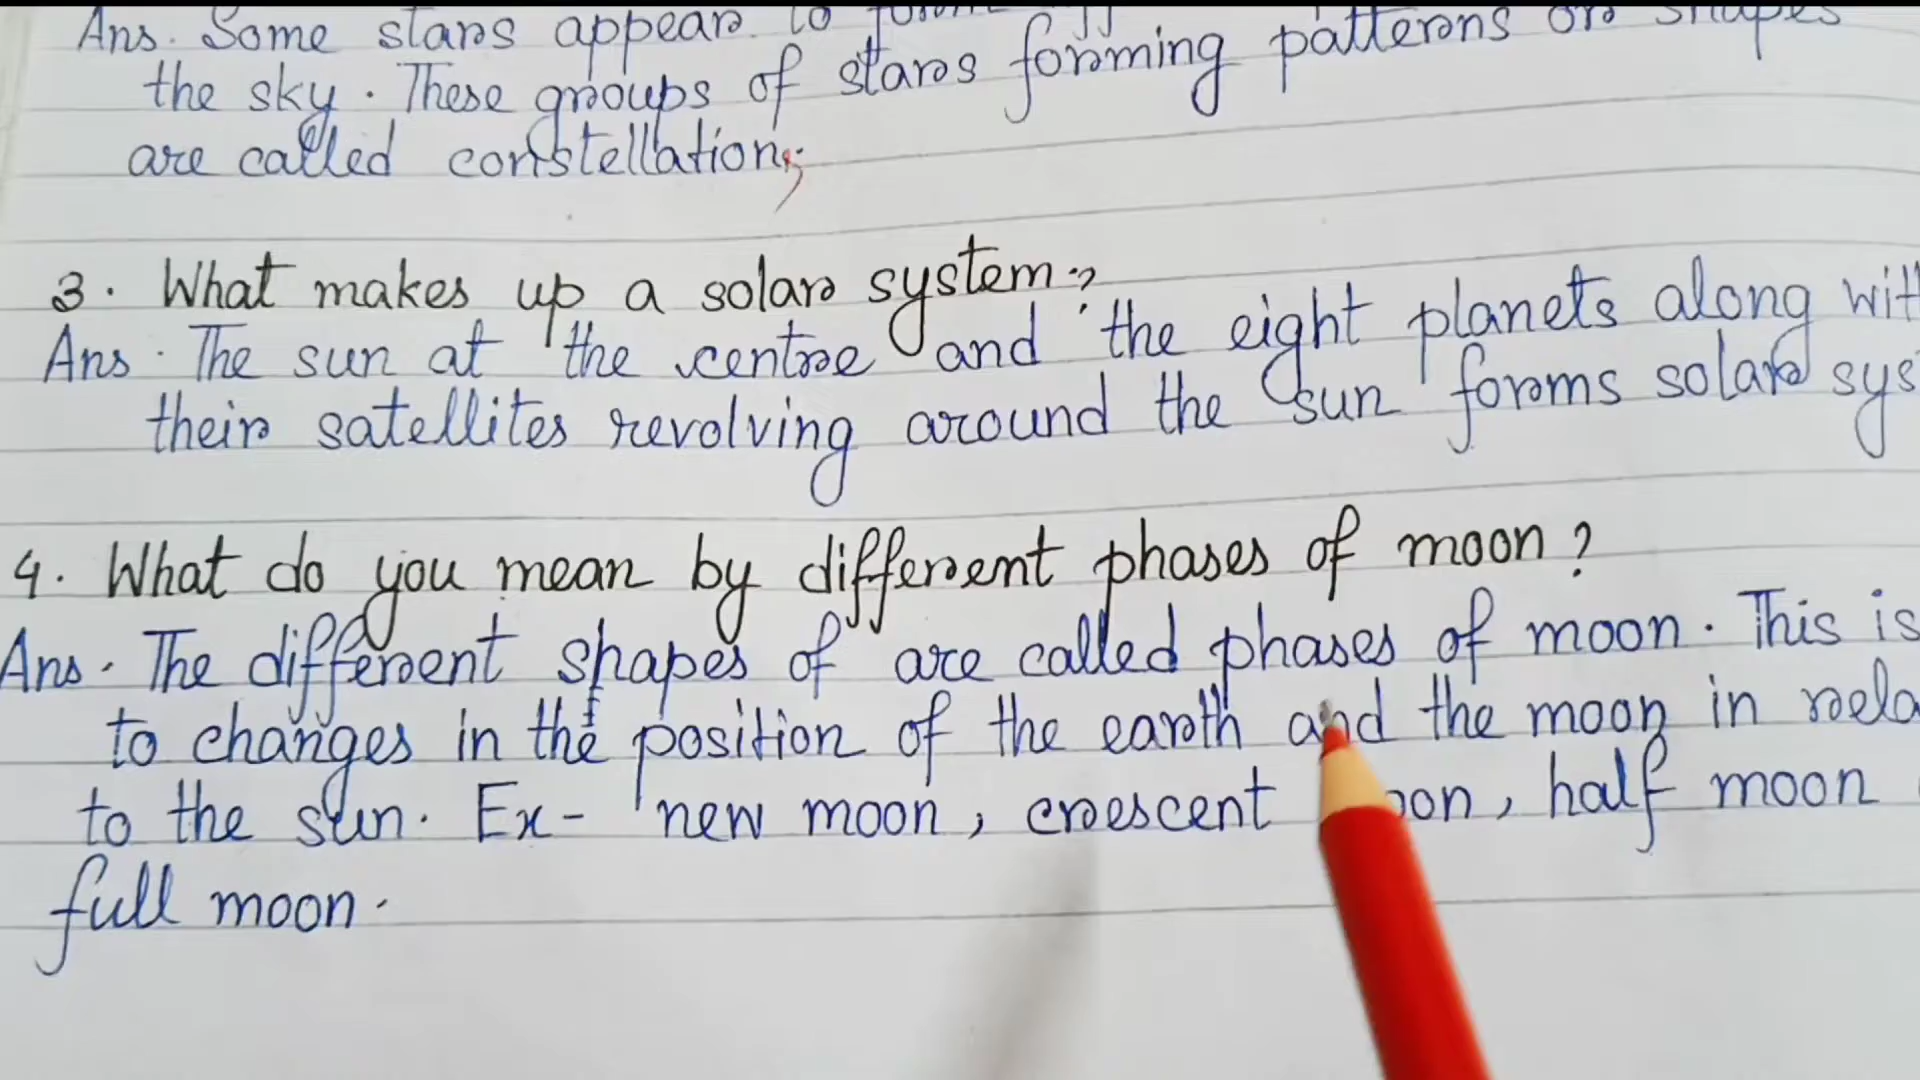 Ans. Some stars appear to form patterns or shapes
the sky. These groups of stars forming
are called constellation,
3. What makes up a solar system?
Ans. The sun at the centre and the eight planets along
their satellites revolving around the sun forms solar
4. What do you mean by different phases of moon?
Ans. The different shapes of are called phases of moon. This is
to changes in the position of the earth and the moon in
to the sun. Ex- new moon, crescent half moon
full moon.